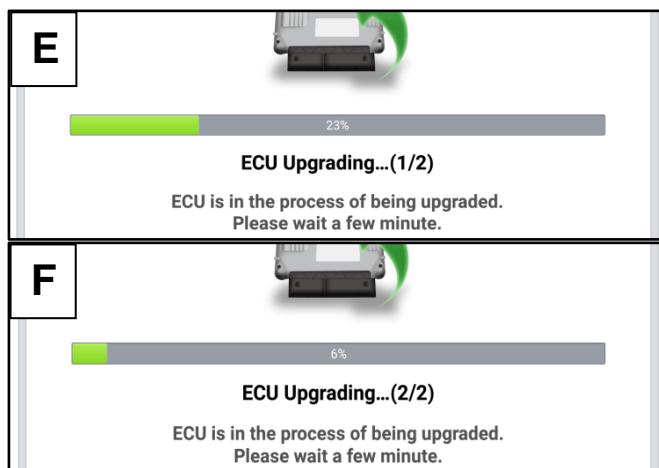 E
23%
ECU Upgrading...(1/2)
ECU is in the process of being upgraded.
Please wait a few minute.
F
6%
ECU Upgrading...(2/2)
ECU is in the process of being upgraded.
Please wait a few minute.